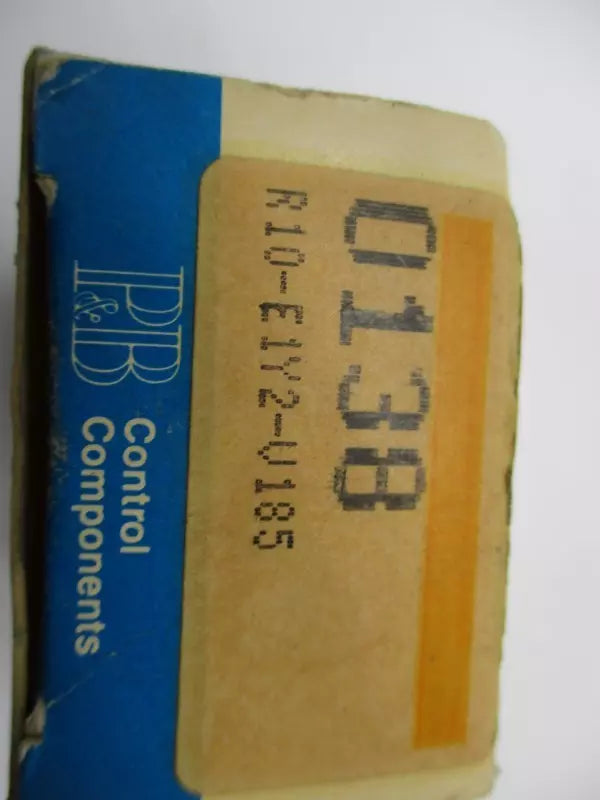 0138
R10-E1Y2-V185
P&B
Control
Components